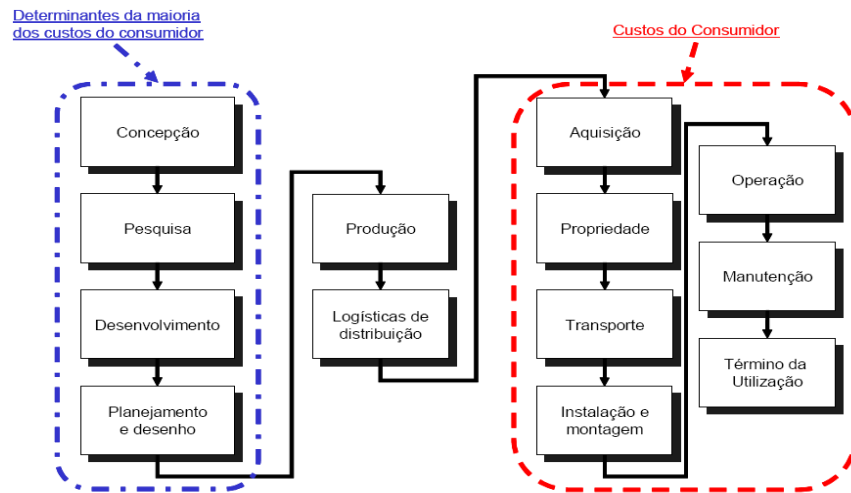 Determinantes da maioria
dos custos do consumidor
Custos do Consumidor
Concepção
Pesquisa
Desenvolvimento
Planejamento
e desenho
Produção
Logísticas de
distribuição
Aquisição
Propriedade
Transporte
Instalação e
montagem
Operação
Manutenção
Término da
Utilização